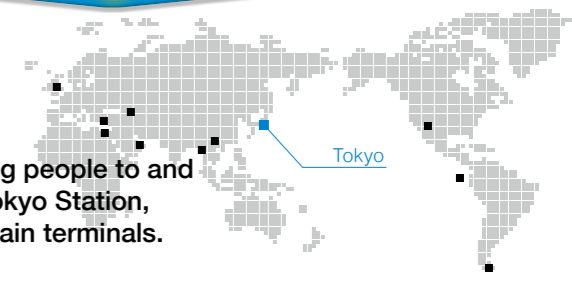 Tokyo
g people to and
okyo Station,
ain terminals.